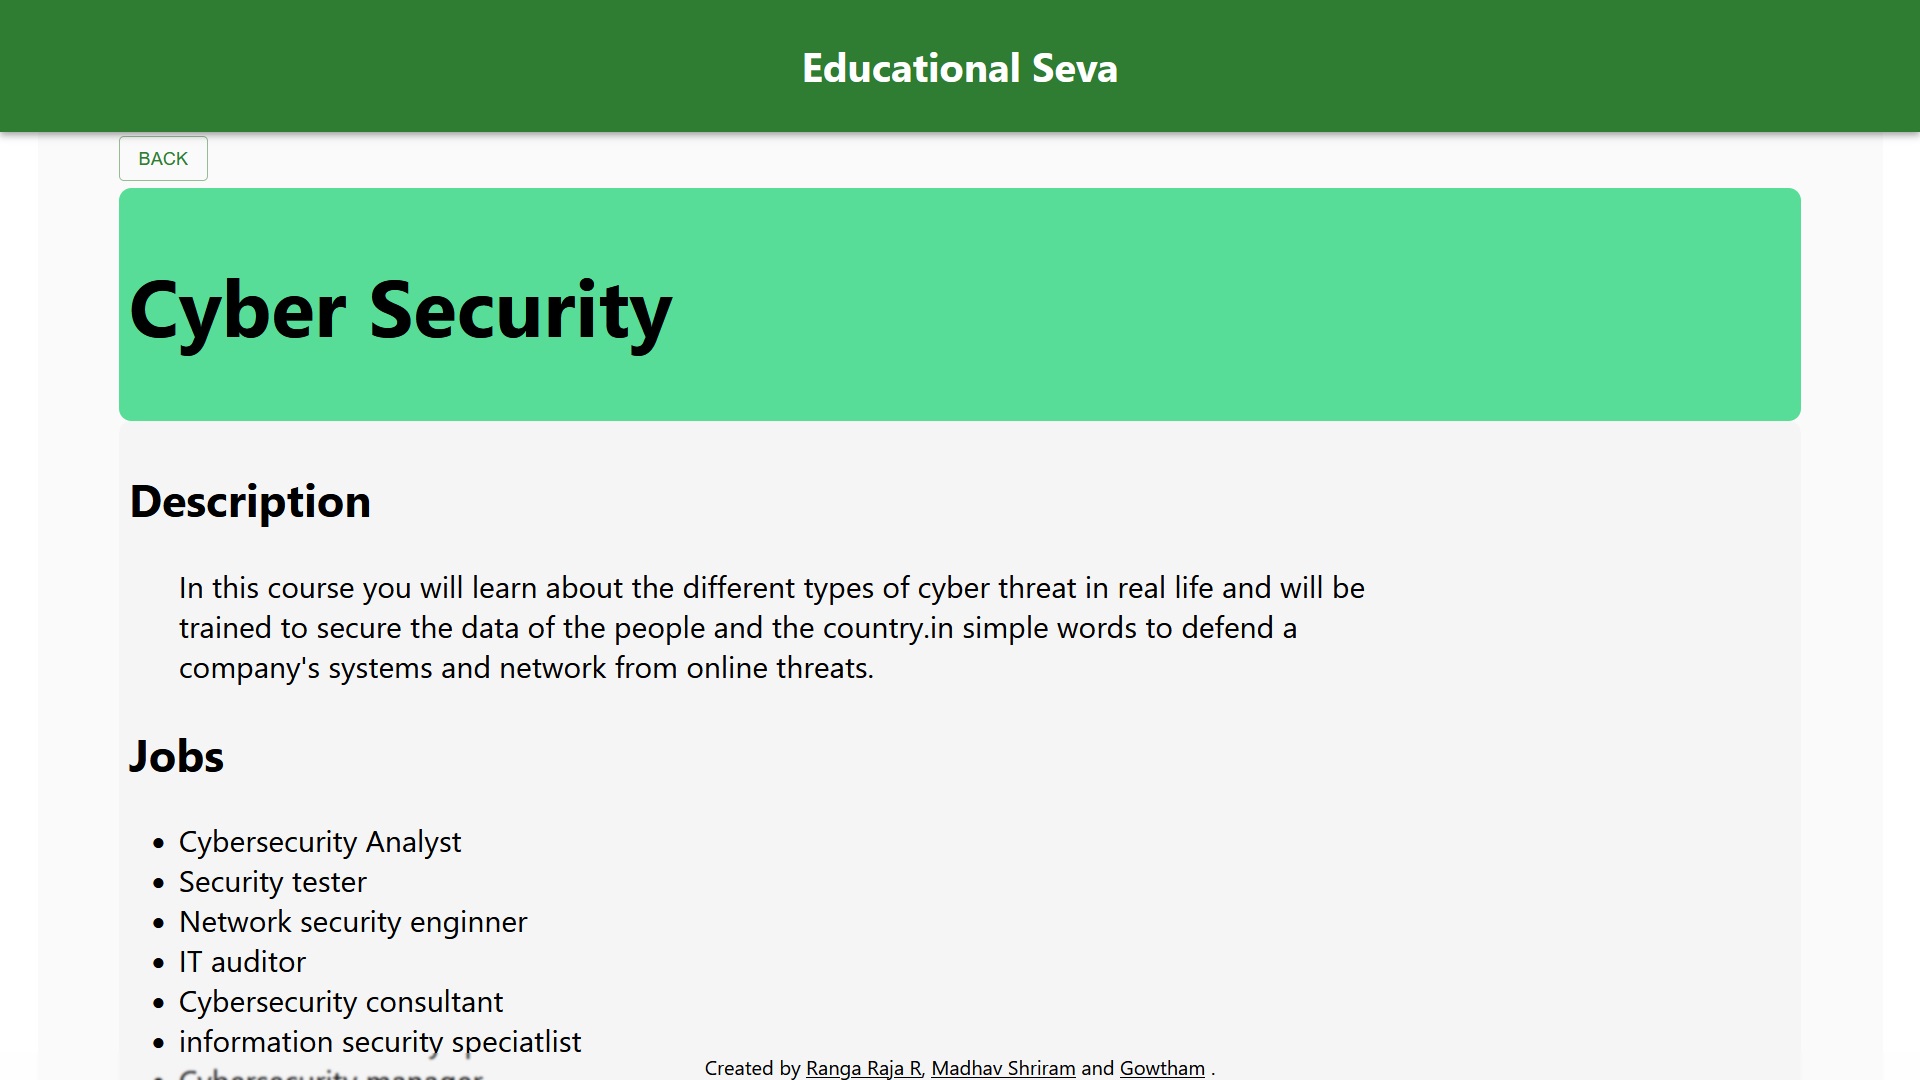 Educational Seva
BACK
Cyber Security
Description
In this course you will learn about the different types of cyber threat in real life and will be
trained to secure the data of the people and the country.in simple words to defend a
company's systems and network from online threats.
Jobs
Cybersecurity Analyst
Security tester
Network security enginner
IT auditor
Cybersecurity consultant
information security speciatlist
Cybersecurity manager
Created by Ranga Raja R, Madhav Shriram and Gowtham .